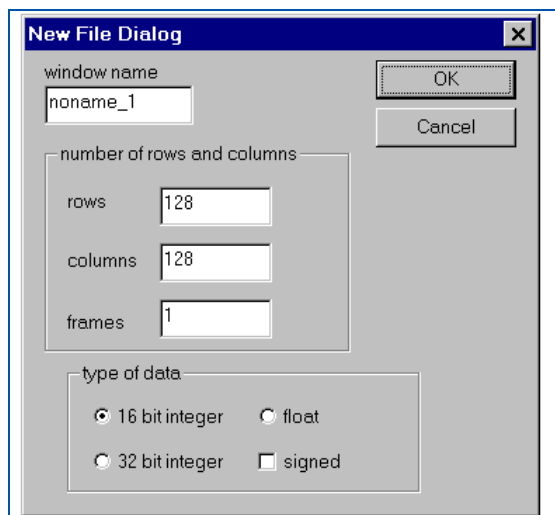 New File Dialog
window name
noname_1
OK
Cancel
number of rows and columns
rows 128
columns 128
frames 1
type of data
16 bit integer float
32 bit integer signed